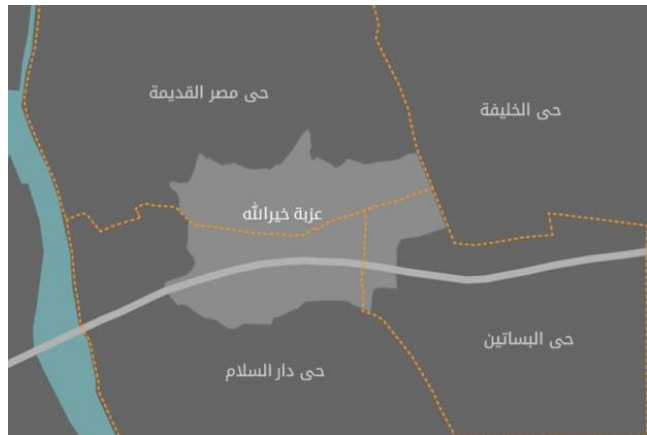 حى مصر القديمة
حى الخليفة
عزبة خيرالله
حى البساتين
حى دار السلام